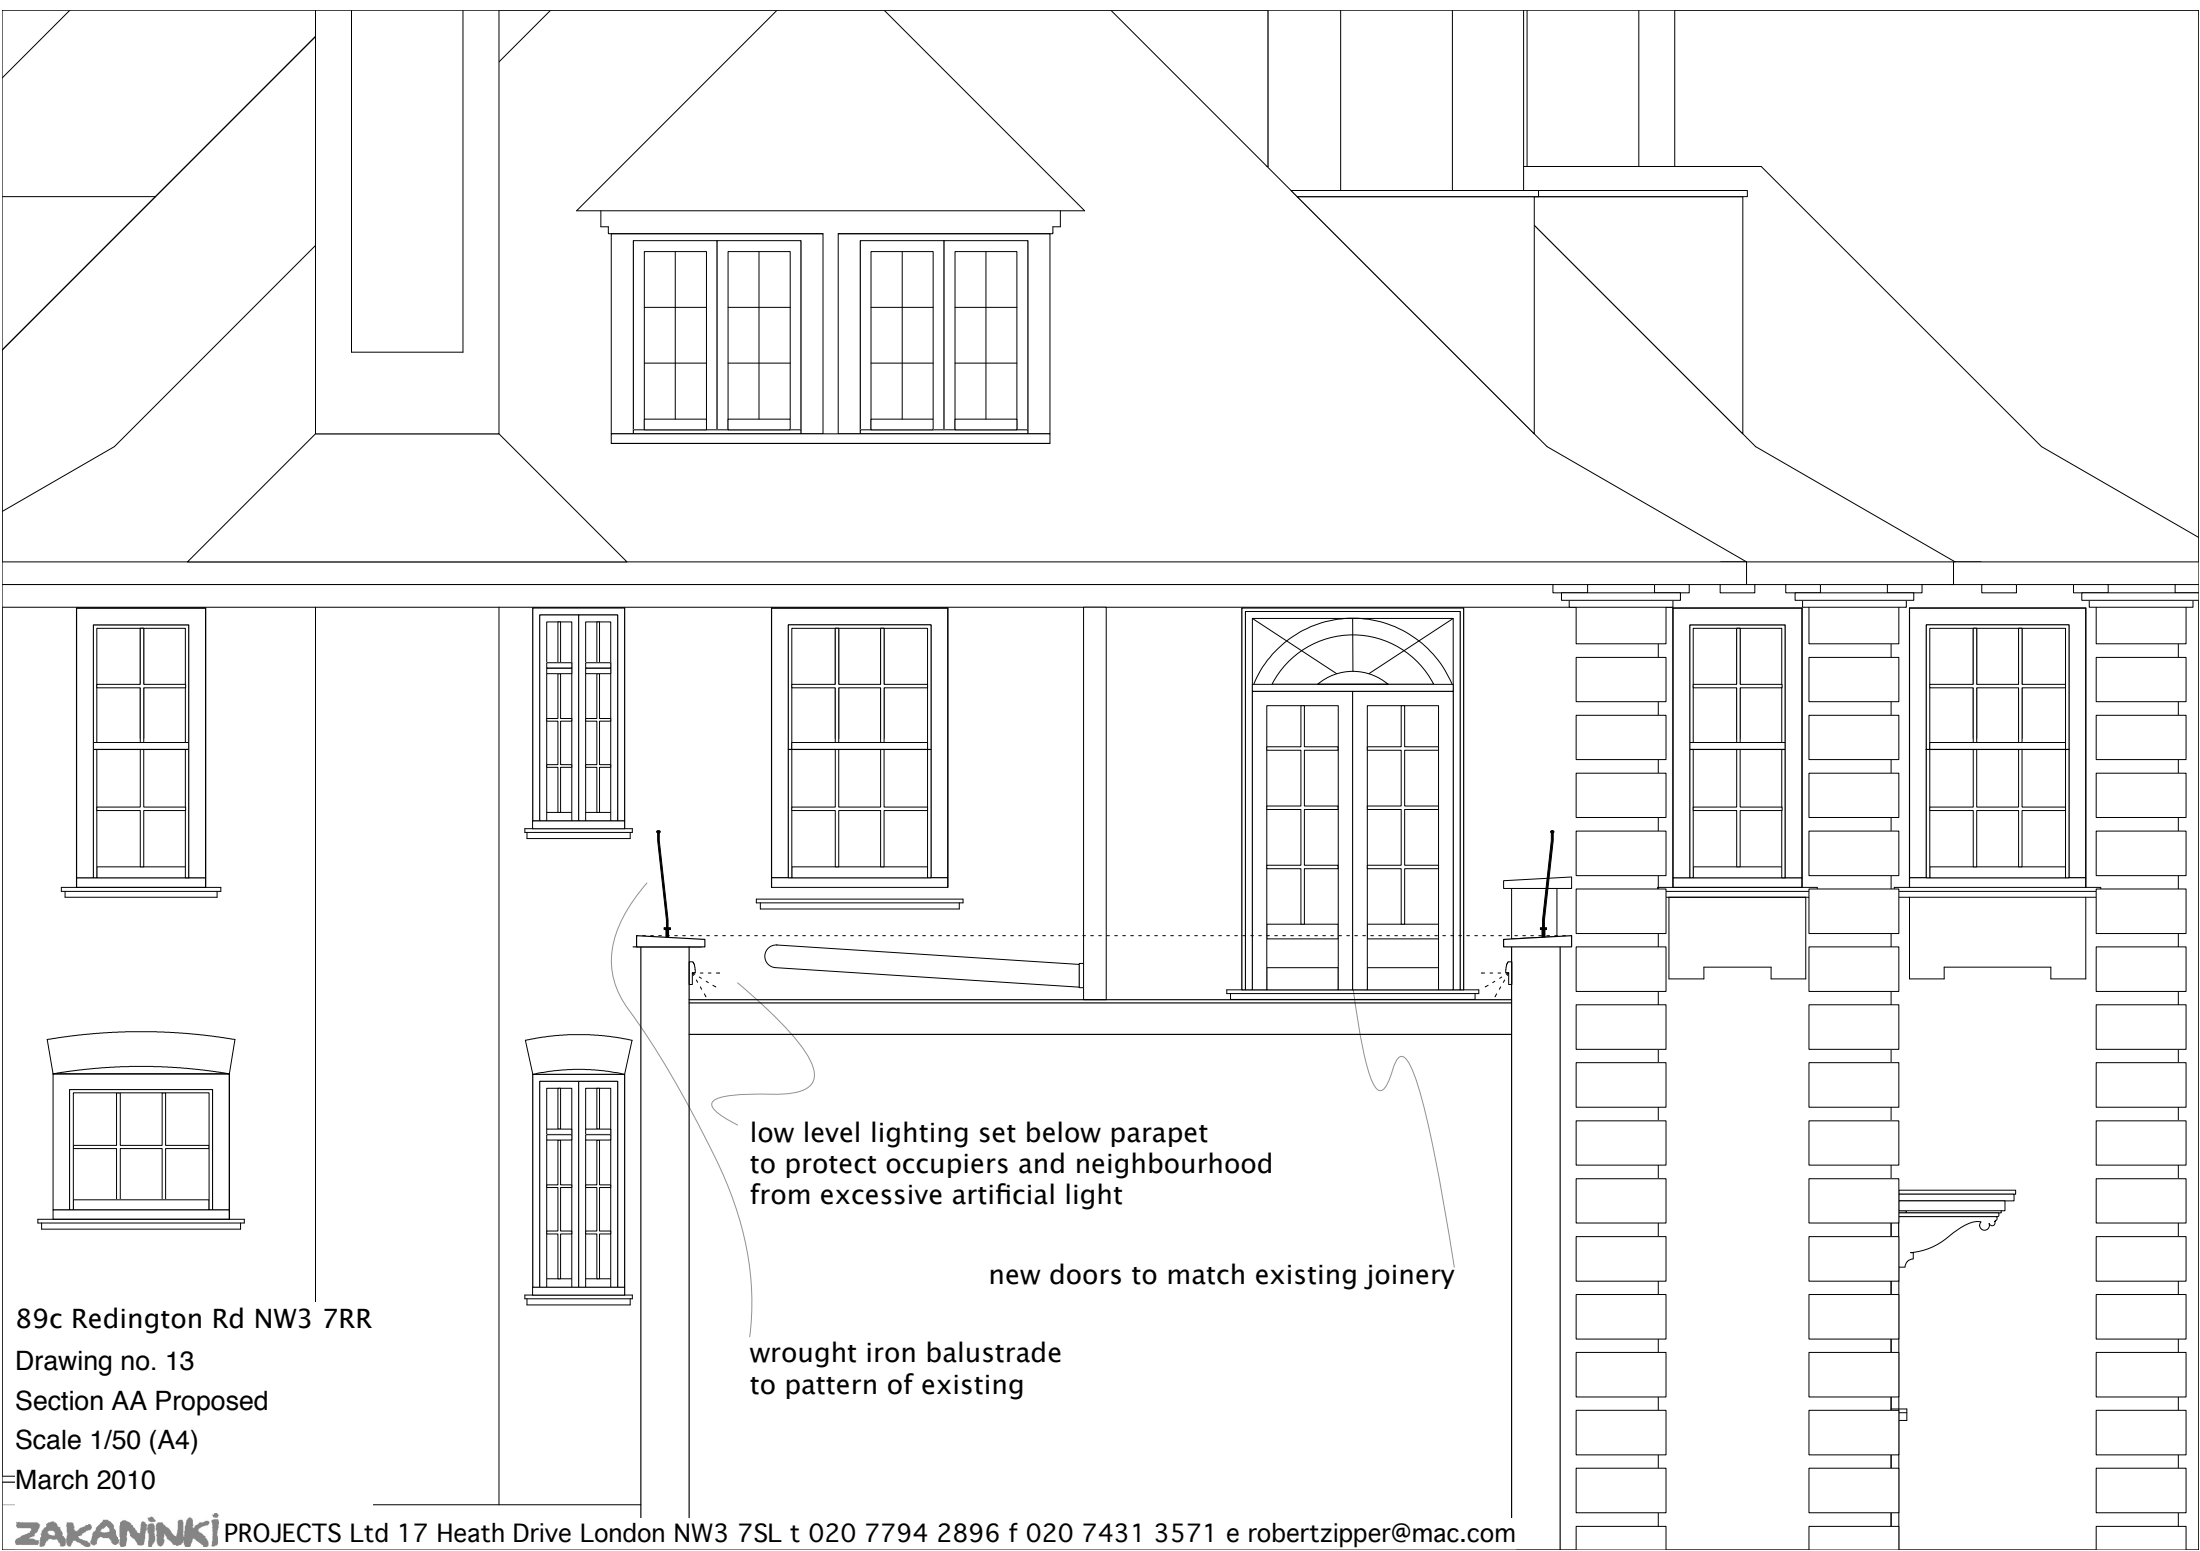 low level lighting set below parapet
to protect occupiers and neighbourhood
from excessive artificial light
new doors to match existing joinery
wrought iron balustrade
to pattern of existing
89c Redington Rd NW3 7RR
Drawing no. 13
Section AA Proposed
Scale 1/50 (A4)
March 2010
ZAKANiNKi PROJECTS Ltd 17 Heath Drive London NW3 7SL t 020 7794 2896 f 020 7431 3571 e robertzipper@mac.com